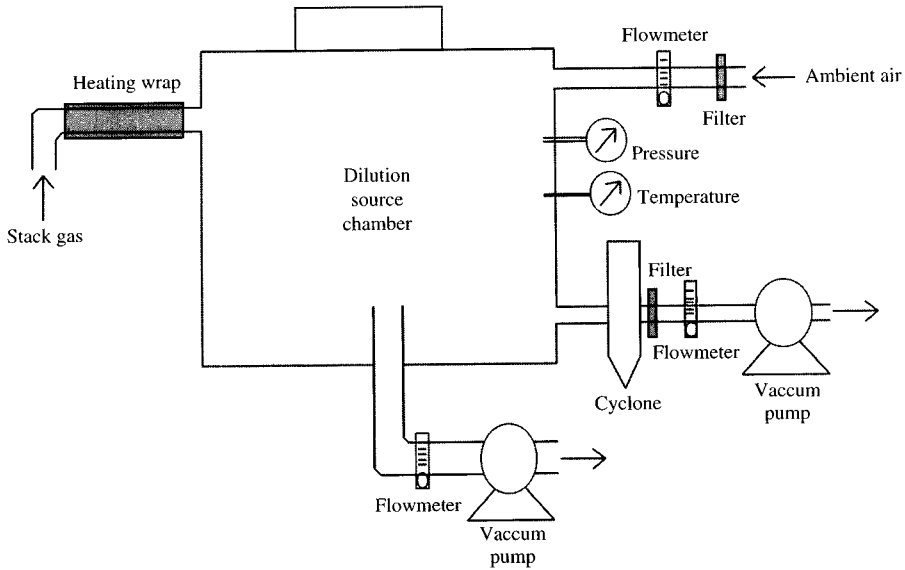 Flowmeter
Heating wrap
Ambient air
Filter
Pressure
Dilution
source
chamber
Temperature
Stack gas
Filter
Flowmeter
Cyclone
Vaccum
pump
Flowmeter
Vaccum
pump